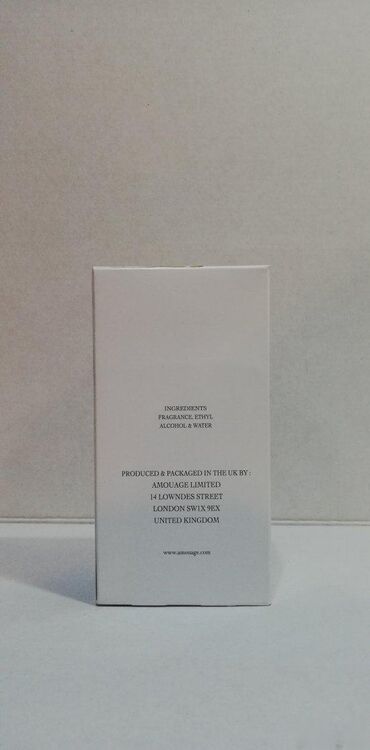 INGREDIENTS
FRAGRANCE, ETHYL
ALCOHOL & WATER
PRODUCED & PACKAGED IN THE UK BY :
AMOUAGE LIMITED
14 LOWNDES STREET
LONDON SW1X 9EX
UNITED KINGDOM
www.amouage.com